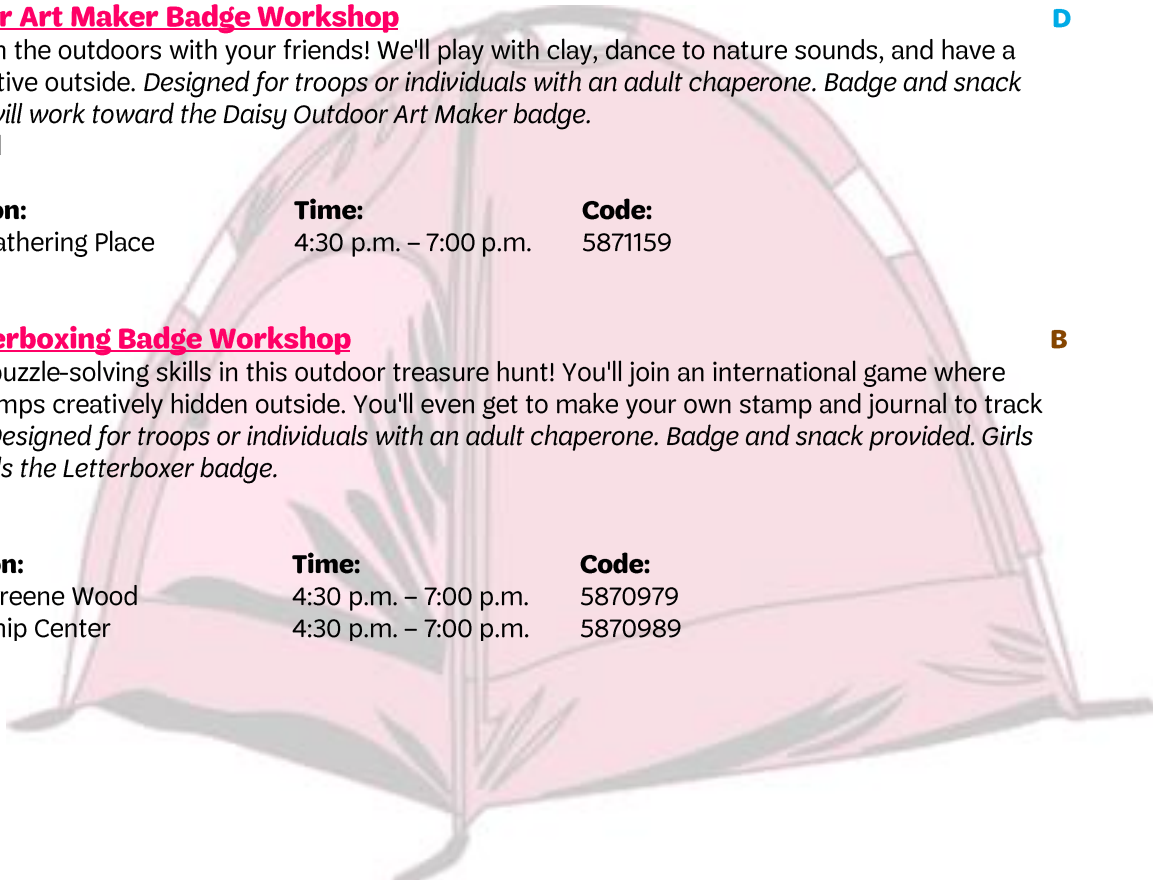 r Art Maker Badge Workshop D
the outdoors with your friends! We'll play with clay, dance to nature sounds, and have a
tive outside. Designed for troops or individuals with an adult chaperone. Badge and snack
will work toward the Daisy Outdoor Art Maker badge.
on: Time: Code:
athering Place 4:30 p.m. – 7:00 p.m. 5871159
erboxing Badge Workshop B
puzzle-solving skills in this outdoor treasure hunt! You'll join an international game where
mps creatively hidden outside. You'll even get to make your own stamp and journal to track
Designed for troops or individuals with an adult chaperone. Badge and snack provided. Girls
ls the Letterboxer badge.
on: Time: Code:
reene Wood 4:30 p.m. – 7:00 p.m. 5870979
hip Center 4:30 p.m. – 7:00 p.m. 5870989